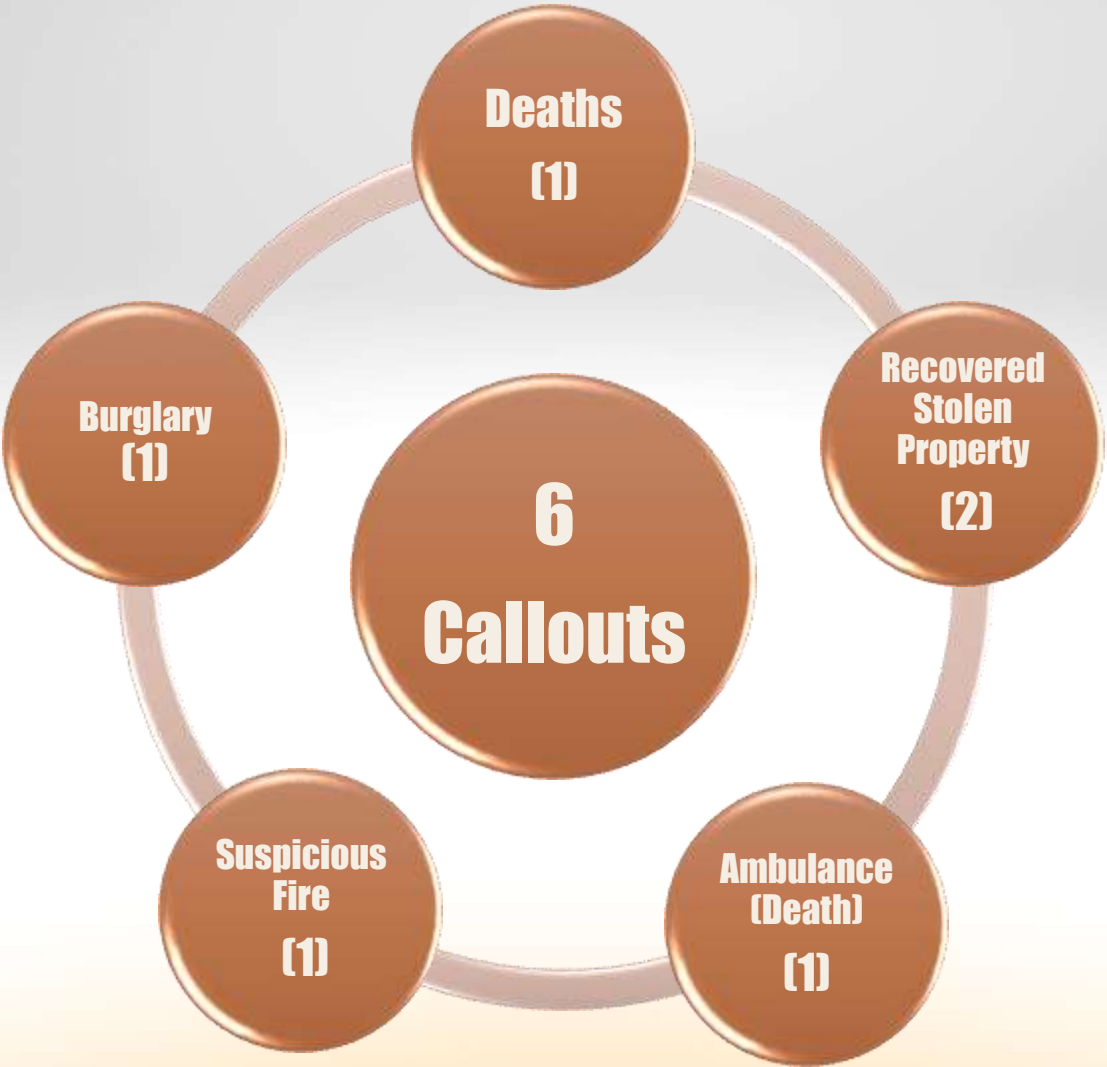 Deaths
(1)
Recovered
Stolen
Property
(2)
Burglary
(1)
6
Callouts
Suspicious
Fire
(1)
Ambulance
(Death)
(1)